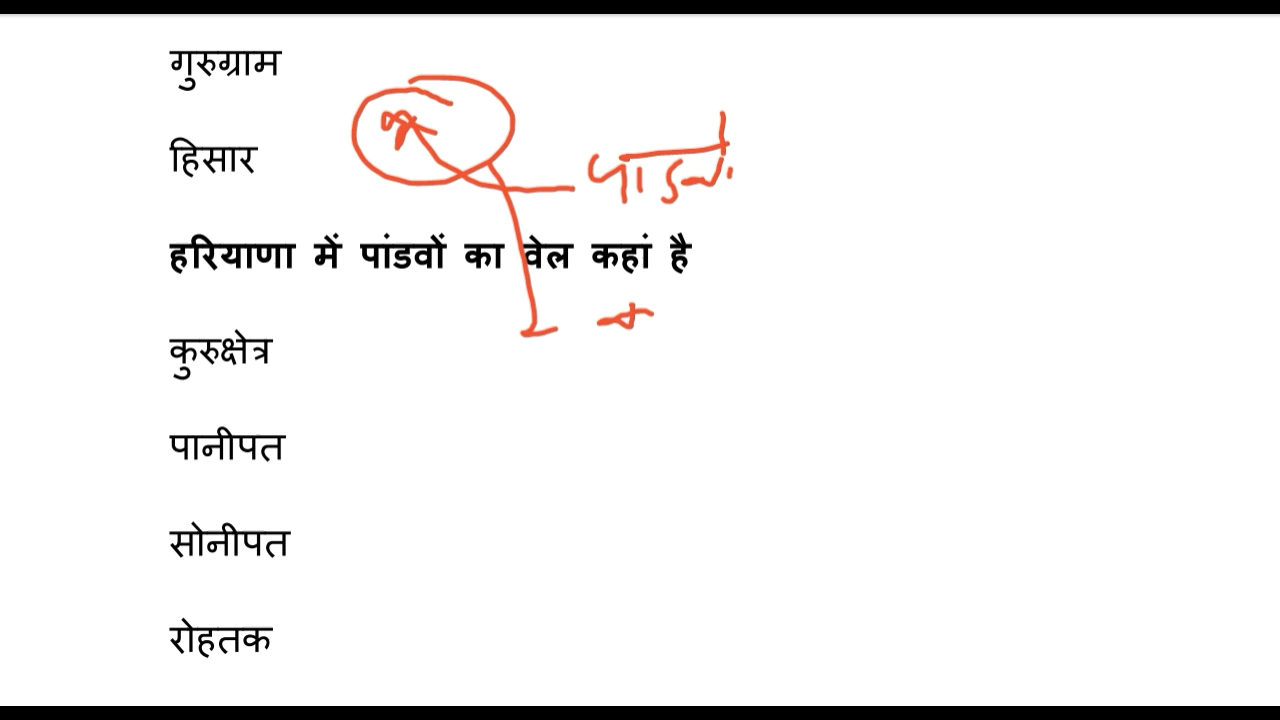 गुरुग्राम
हिसार
हरियाणा में पांडवों का वेल कहां है
कुरुक्षेत्र
पानीपत
सोनीपत
रोहतक